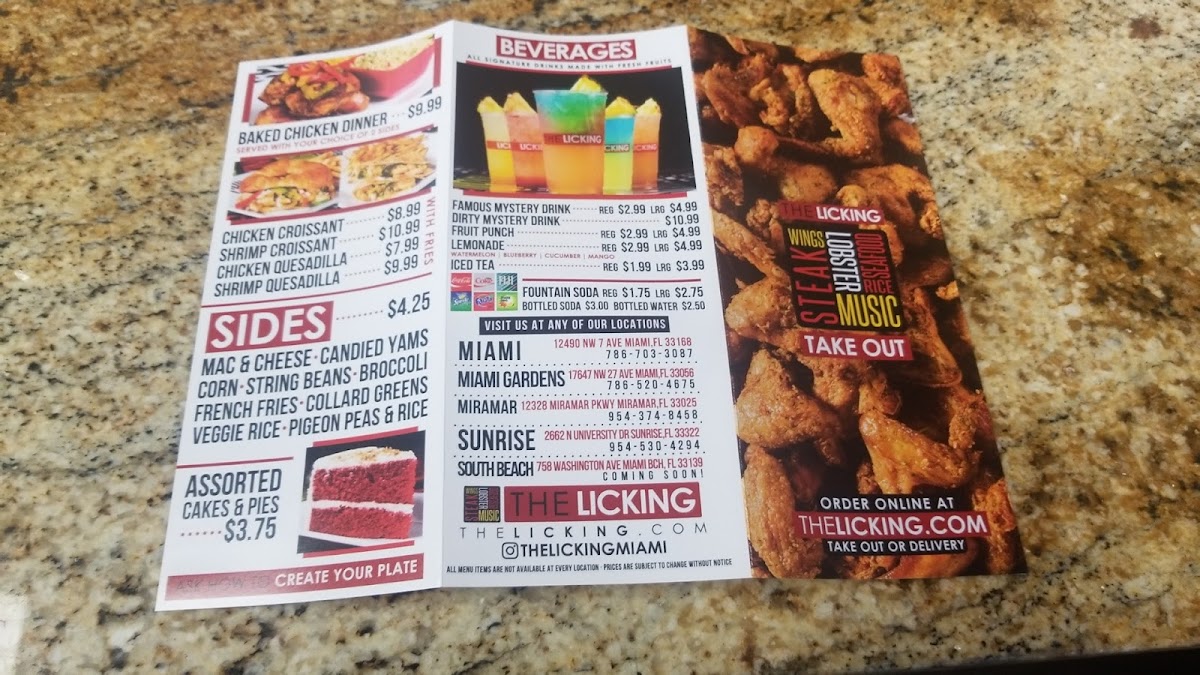 BAKED CHICKEN DINNER ... $9.99
SERVED WITH YOUR CHOICE OF 2 SIDES
CHICKEN CROISSANT ........ $8.99
SHRIMP CROISSANT ........ $10.99
CHICKEN QUESADILLA ...... $7.99
SHRIMP QUESADILLA ....... $9.99
WITH FRIES
SIDES .......... $4.25
MAC & CHEESE • CANDIED YAMS
CORN • STRING BEANS • BROCCOLI
FRENCH FRIES • COLLARD GREENS
VEGGIE RICE • PIGEON PEAS & RICE
ASSORTED
CAKES & PIES
...... $3.75
ASK HOW TO CREATE YOUR PLATE
BEVERAGES
ALL SIGNATURE DRINKS MADE WITH FRESH FRUITS
THE LICKING
FAMOUS MYSTERY DRINK ...... REG $2.99 LRG $4.99
DIRTY MYSTERY DRINK ........ $10.99
FRUIT PUNCH ........ REG $2.99 LRG $4.99
LEMONADE ........ REG $2.99 LRG $4.99
WATERMELON | BLUEBERRY | CUCUMBER | MANGO
ICED TEA ........ REG $1.99 LRG $3.99
FOUNTAIN SODA REG $1.75 LRG $2.75
BOTTLED SODA $3.00 BOTTLED WATER $2.50
VISIT US AT ANY OF OUR LOCATIONS
MIAMI 12490 NW 7 AVE MIAMI,FL 33168
786-703-3087
MIAMI GARDENS 17647 NW 27 AVE MIAMI,FL 33056
786-520-4675
MIRAMAR 12328 MIRAMAR PKWY MIRAMAR,FL 33025
954-374-8458
SUNRISE 2662 N UNIVERSITY DR SUNRISE,FL 33322
954-530-4294
SOUTH BEACH 758 WASHINGTON AVE MIAMI BCH, FL 33139
COMING SOON!
STEAK WINGS LOBSTER MUSIC
THE LICKING
THELICKING.COM
THELICKINGMIAMI
ALL MENU ITEMS ARE NOT AVAILABLE AT EVERY LOCATION · PRICES ARE SUBJECT TO CHANGE WITHOUT NOTICE
THE LICKING
STEAK
WINGS
LOBSTER
SEAFOOD
RICE
MUSIC
TAKE OUT
ORDER ONLINE AT
THELICKING.COM
TAKE OUT OR DELIVERY